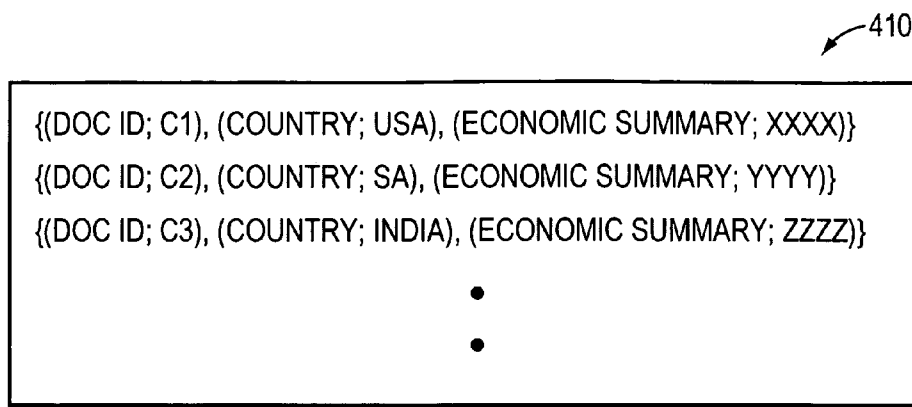 410
{(DOC ID; C1), (COUNTRY; USA), (ECONOMIC SUMMARY; XXXX)}
{(DOC ID; C2), (COUNTRY; SA), (ECONOMIC SUMMARY; YYYY)}
{(DOC ID; C3), (COUNTRY; INDIA), (ECONOMIC SUMMARY; ZZZZ)}